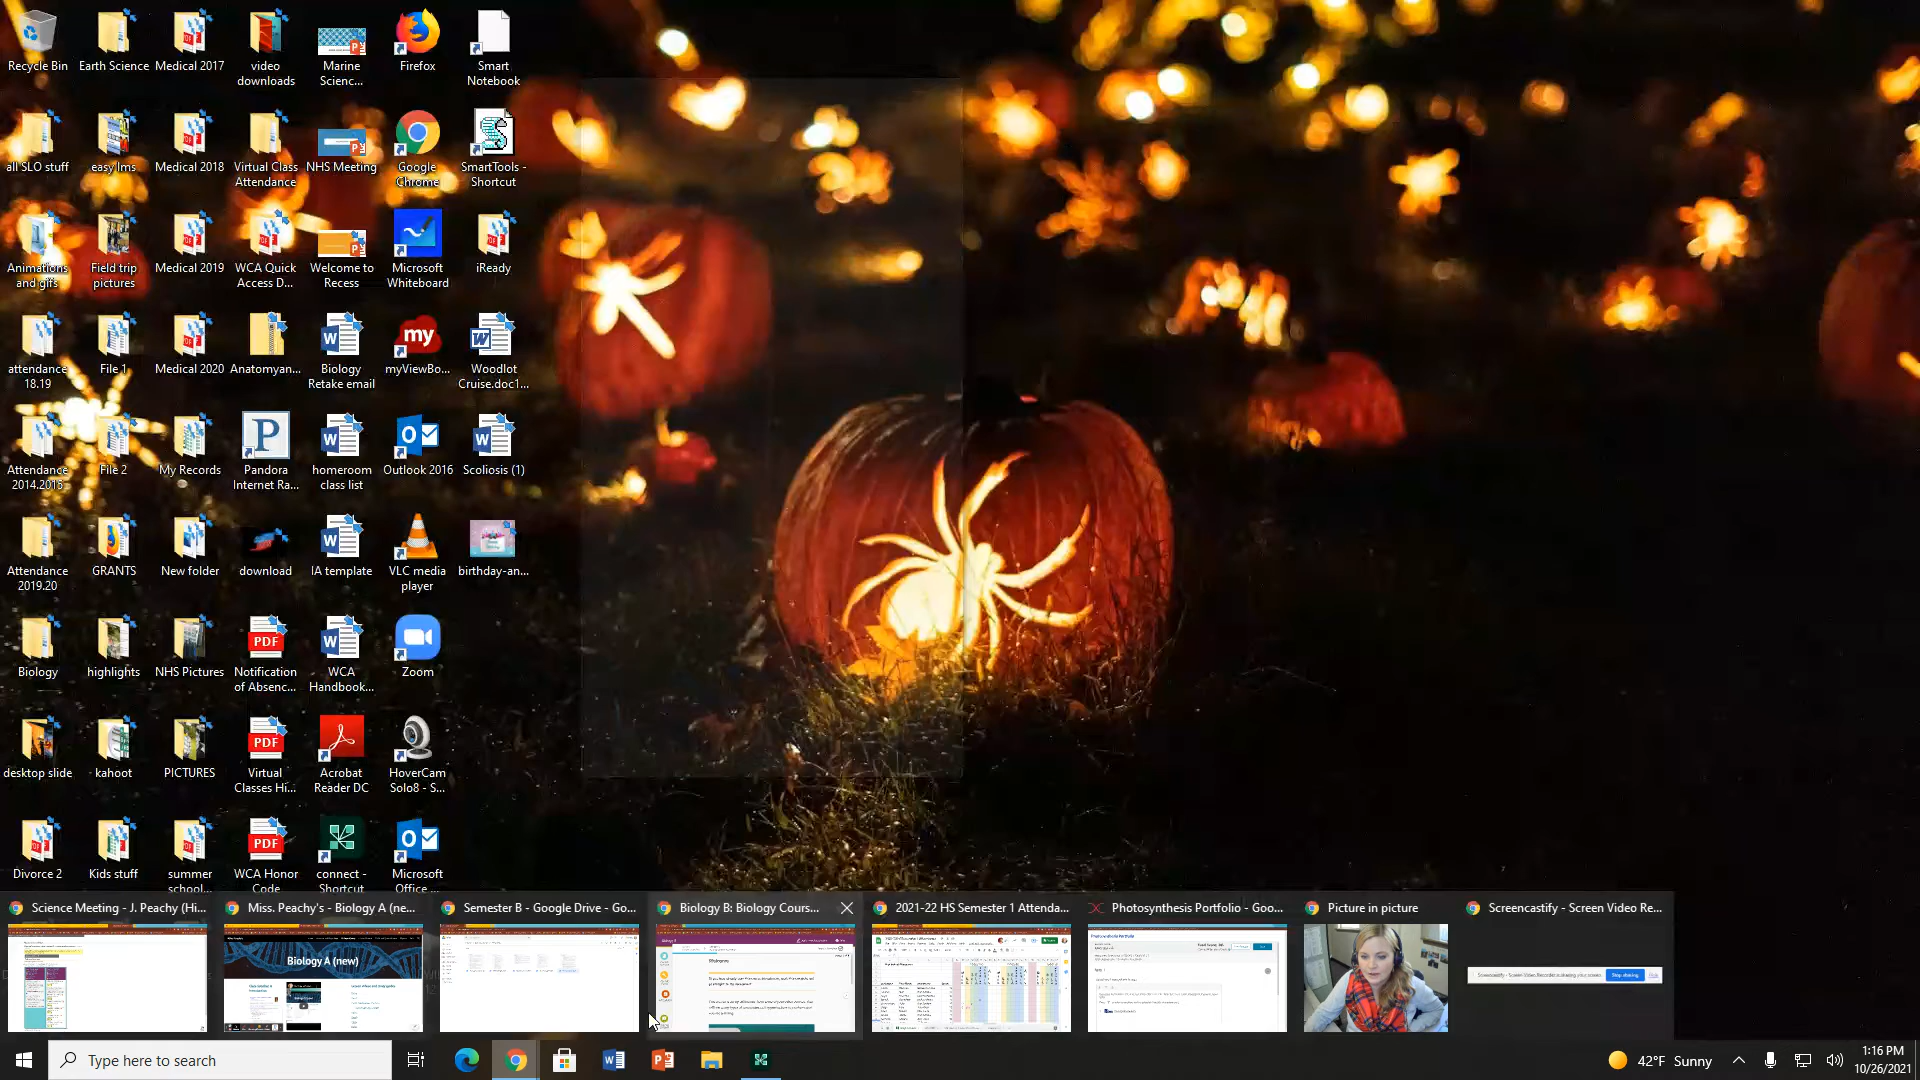 Recycle Bin
Earth Science
Medical 2017
video
downloads
Marine
Scienc...
Firefox
Smart
Notebook
all SLO stuff
easy lms
Medical 2018
Virtual Class
Attendance
NHS Meeting
Google
Chrome
SmartTools -
Shortcut
Animations
and gifs
Field trip
pictures
Medical 2019
WCA Quick
Access D...
Welcome to
Recess
Microsoft
Whiteboard
iReady
attendance
18.19
File 1
Medical 2020
Anatomyan...
Biology
Retake email
my
myViewBo...
Woodlot
Cruise.doc1...
Attendance
2014.2015
File 2
My Records
P
Pandora
Internet Ra...
homeroom
class list
Outlook 2016
Scoliosis (1)
Attendance
2019.20
GRANTS
New folder
download
IA template
VLC media
player
birthday-an...
Biology
highlights
NHS Pictures
PDF
Notification
of Absenc...
WCA
Handbook...
Zoom
desktop slide
kahoot
PICTURES
PDF
Virtual
Classes Hi...
Acrobat
Reader DC
HoverCam
Solo8 - S...
Divorce 2
Kids stuff
summer
school...
PDF
WCA Honor
Code
connect -
Shortcut
Microsoft
Office ...
Science Meeting - J. Peachy (Hi...
Miss. Peachy's - Biology A (ne...
Semester B - Google Drive - Go...
Biology B: Biology Cours...
2021-22 HS Semester 1 Attenda...
Photosynthesis Portfolio - Goo...
Picture in picture
Screencastify - Screen Video Re...
Biology A (new)
Welcome
Stop sharing
Hide
Type here to search
42°F Sunny
1:16 PM
10/26/2021